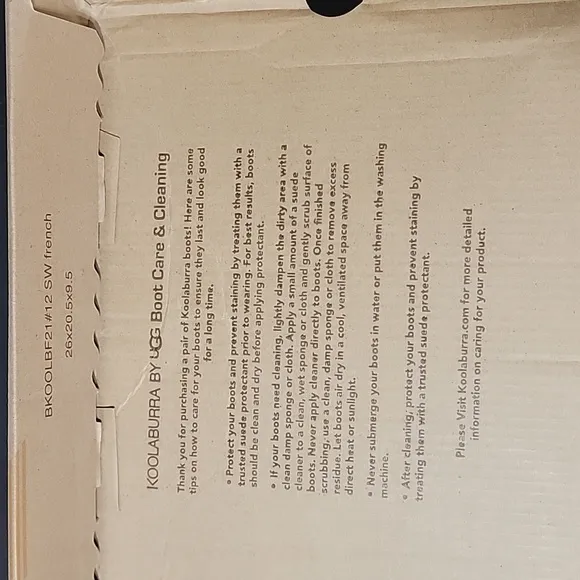 BKOOLBF21#12 SW french
26x20.5x9.5
KOOLABURRA BY UGG Boot Care & Cleaning
Thank you for purchasing a pair of Koolaburra boots! Here are some
tips on how to care for your boots to ensure they last and look good
for a long time.
• Protect your boots and prevent staining by treating them with a
trusted suede protectant prior to wearing. For best results, boots
should be clean and dry before applying protectant.
• If your boots need cleaning, lightly dampen the dirty area with a
clean damp sponge or cloth. Apply a small amount of a suede
cleaner to a clean, wet sponge or cloth and gently scrub surface of
boots. Never apply cleaner directly to boots. Once finished
scrubbing, use a clean, damp sponge or cloth to remove excess
residue. Let boots air dry in a cool, ventilated space away from
direct heat or sunlight.
• Never submerge your boots in water or put them in the washing
machine.
• After cleaning, protect your boots and prevent staining by
treating them with a trusted suede protectant.
Please Visit Koolaburra.com for more detailed
information on caring for your product.